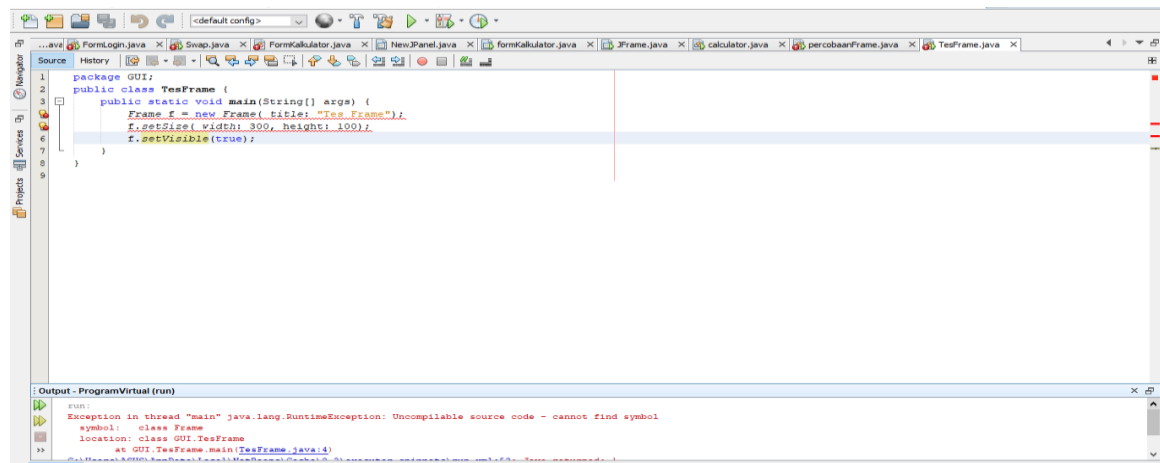 <default config>
...ava FormLogin.java Swap.java FormKalkulator.java NewJPanel.java formKalkulator.java JFrame.java calculator.java percobaanFrame.java TesFrame.java
Source History
Navigator
Services
Projects
1 package GUI;
2 public class TesFrame {
3 public static void main(String[] args) {
Frame f = new Frame( title: "Tes Frame");
f.setSize( width: 300, height: 100);
6 f.setVisible(true);
7 }
8 }
9
Output - ProgramVirtual (run)
run:
Exception in thread "main" java.lang.RuntimeException: Uncompilable source code - cannot find symbol
symbol: class Frame
location: class GUI.TesFrame
at GUI.TesFrame.main(TesFrame.java:4)